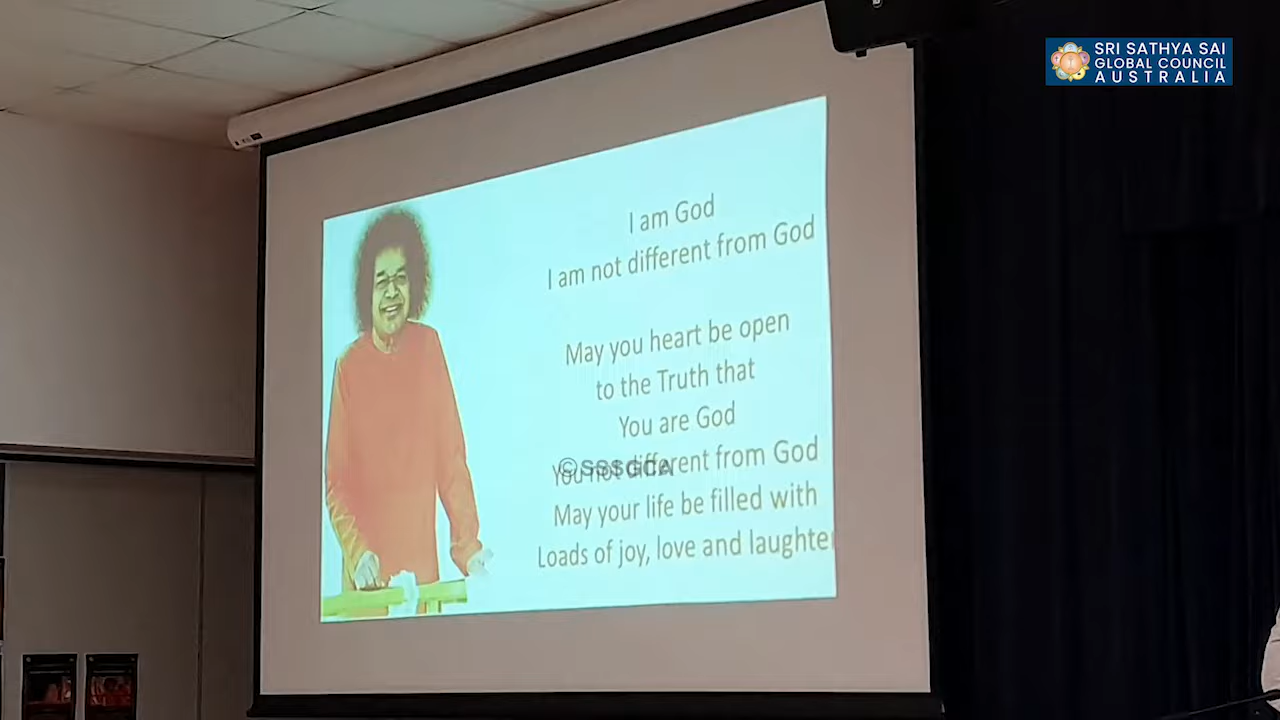 SRI SATHYA SAI
GLOBAL COUNCIL
AUSTRALIA
I am God
I am not different from God
May you heart be open
to the Truth that
You are God
You not different from God
©SSSGCA
May your life be filled with
Loads of joy, love and laughter